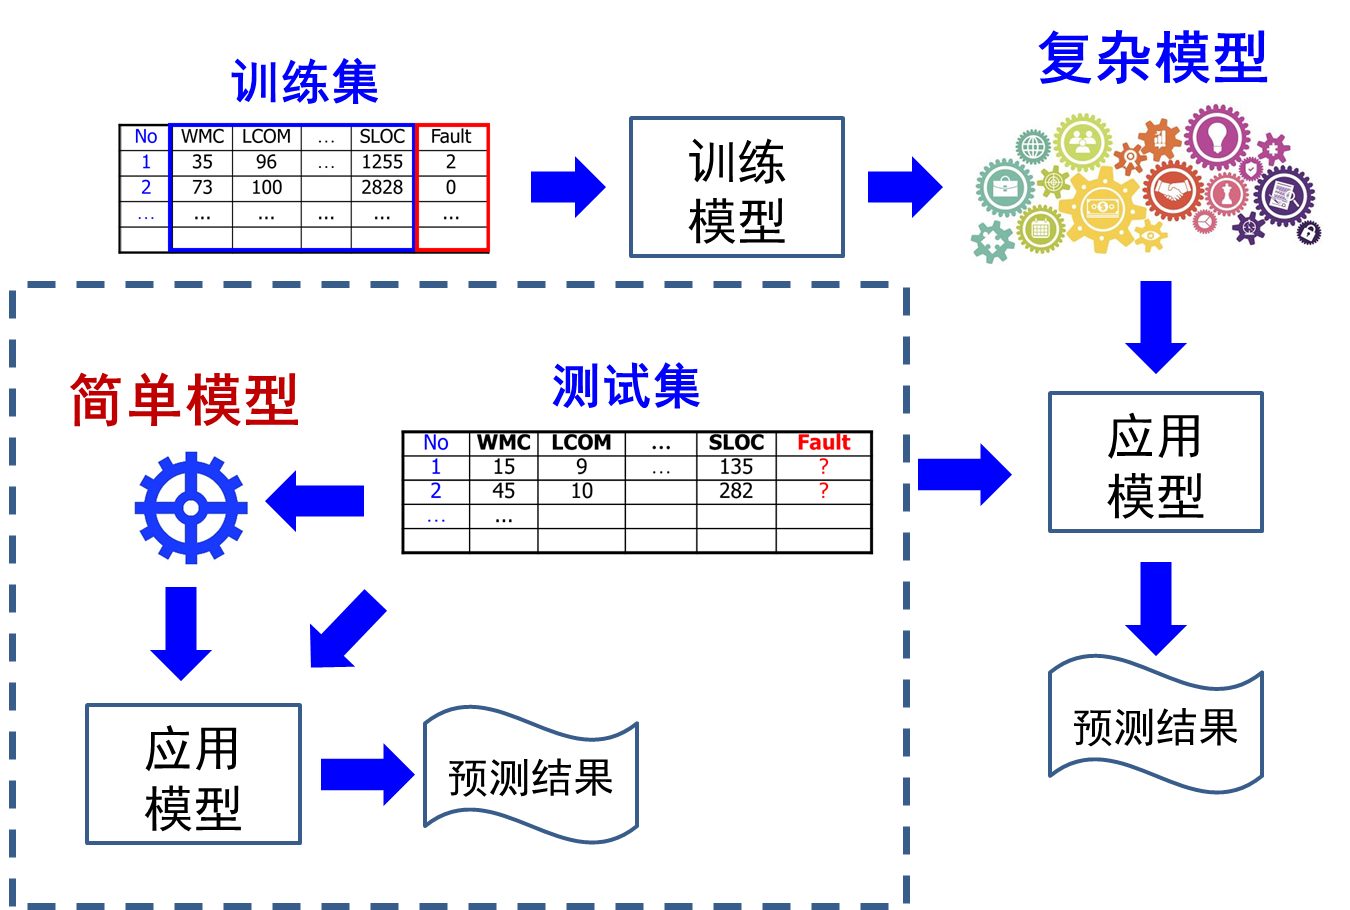 复杂模型
训练集
No WMC LCOM ... SLOC Fault
1 35 96 ... 1255 2
2 73 100 2828 0
... ... ... ... ... ...
训练
模型
简单模型
测试集
No WMC LCOM ... SLOC Fault
1 15 9 ... 135 ?
2 45 10 282 ?
... ...
应用
模型
应用
模型
预测结果
预测结果